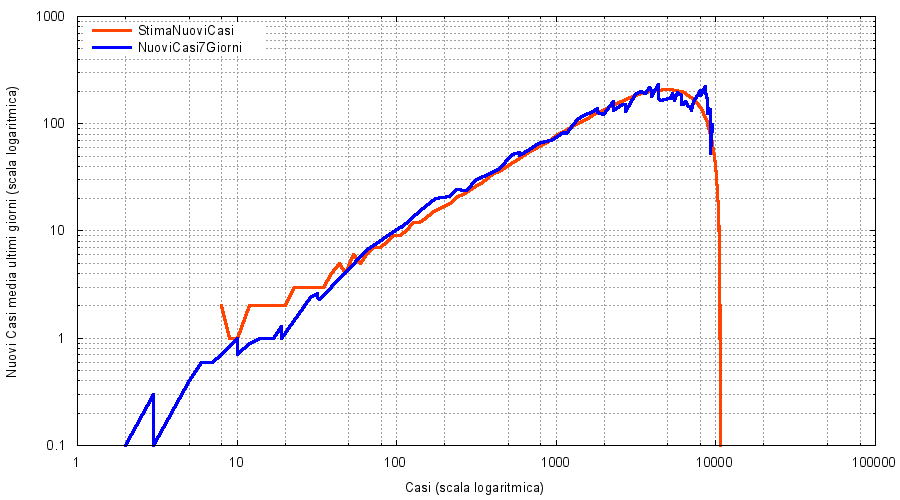 1000
StimaNuoviCasi
NuoviCasi7Giorni
100
10
1
0.1
Nuovi Casi media ultimi giorni (scala logaritmica)
1 10 100 1000 10000 100000
Casi (scala logaritmica)